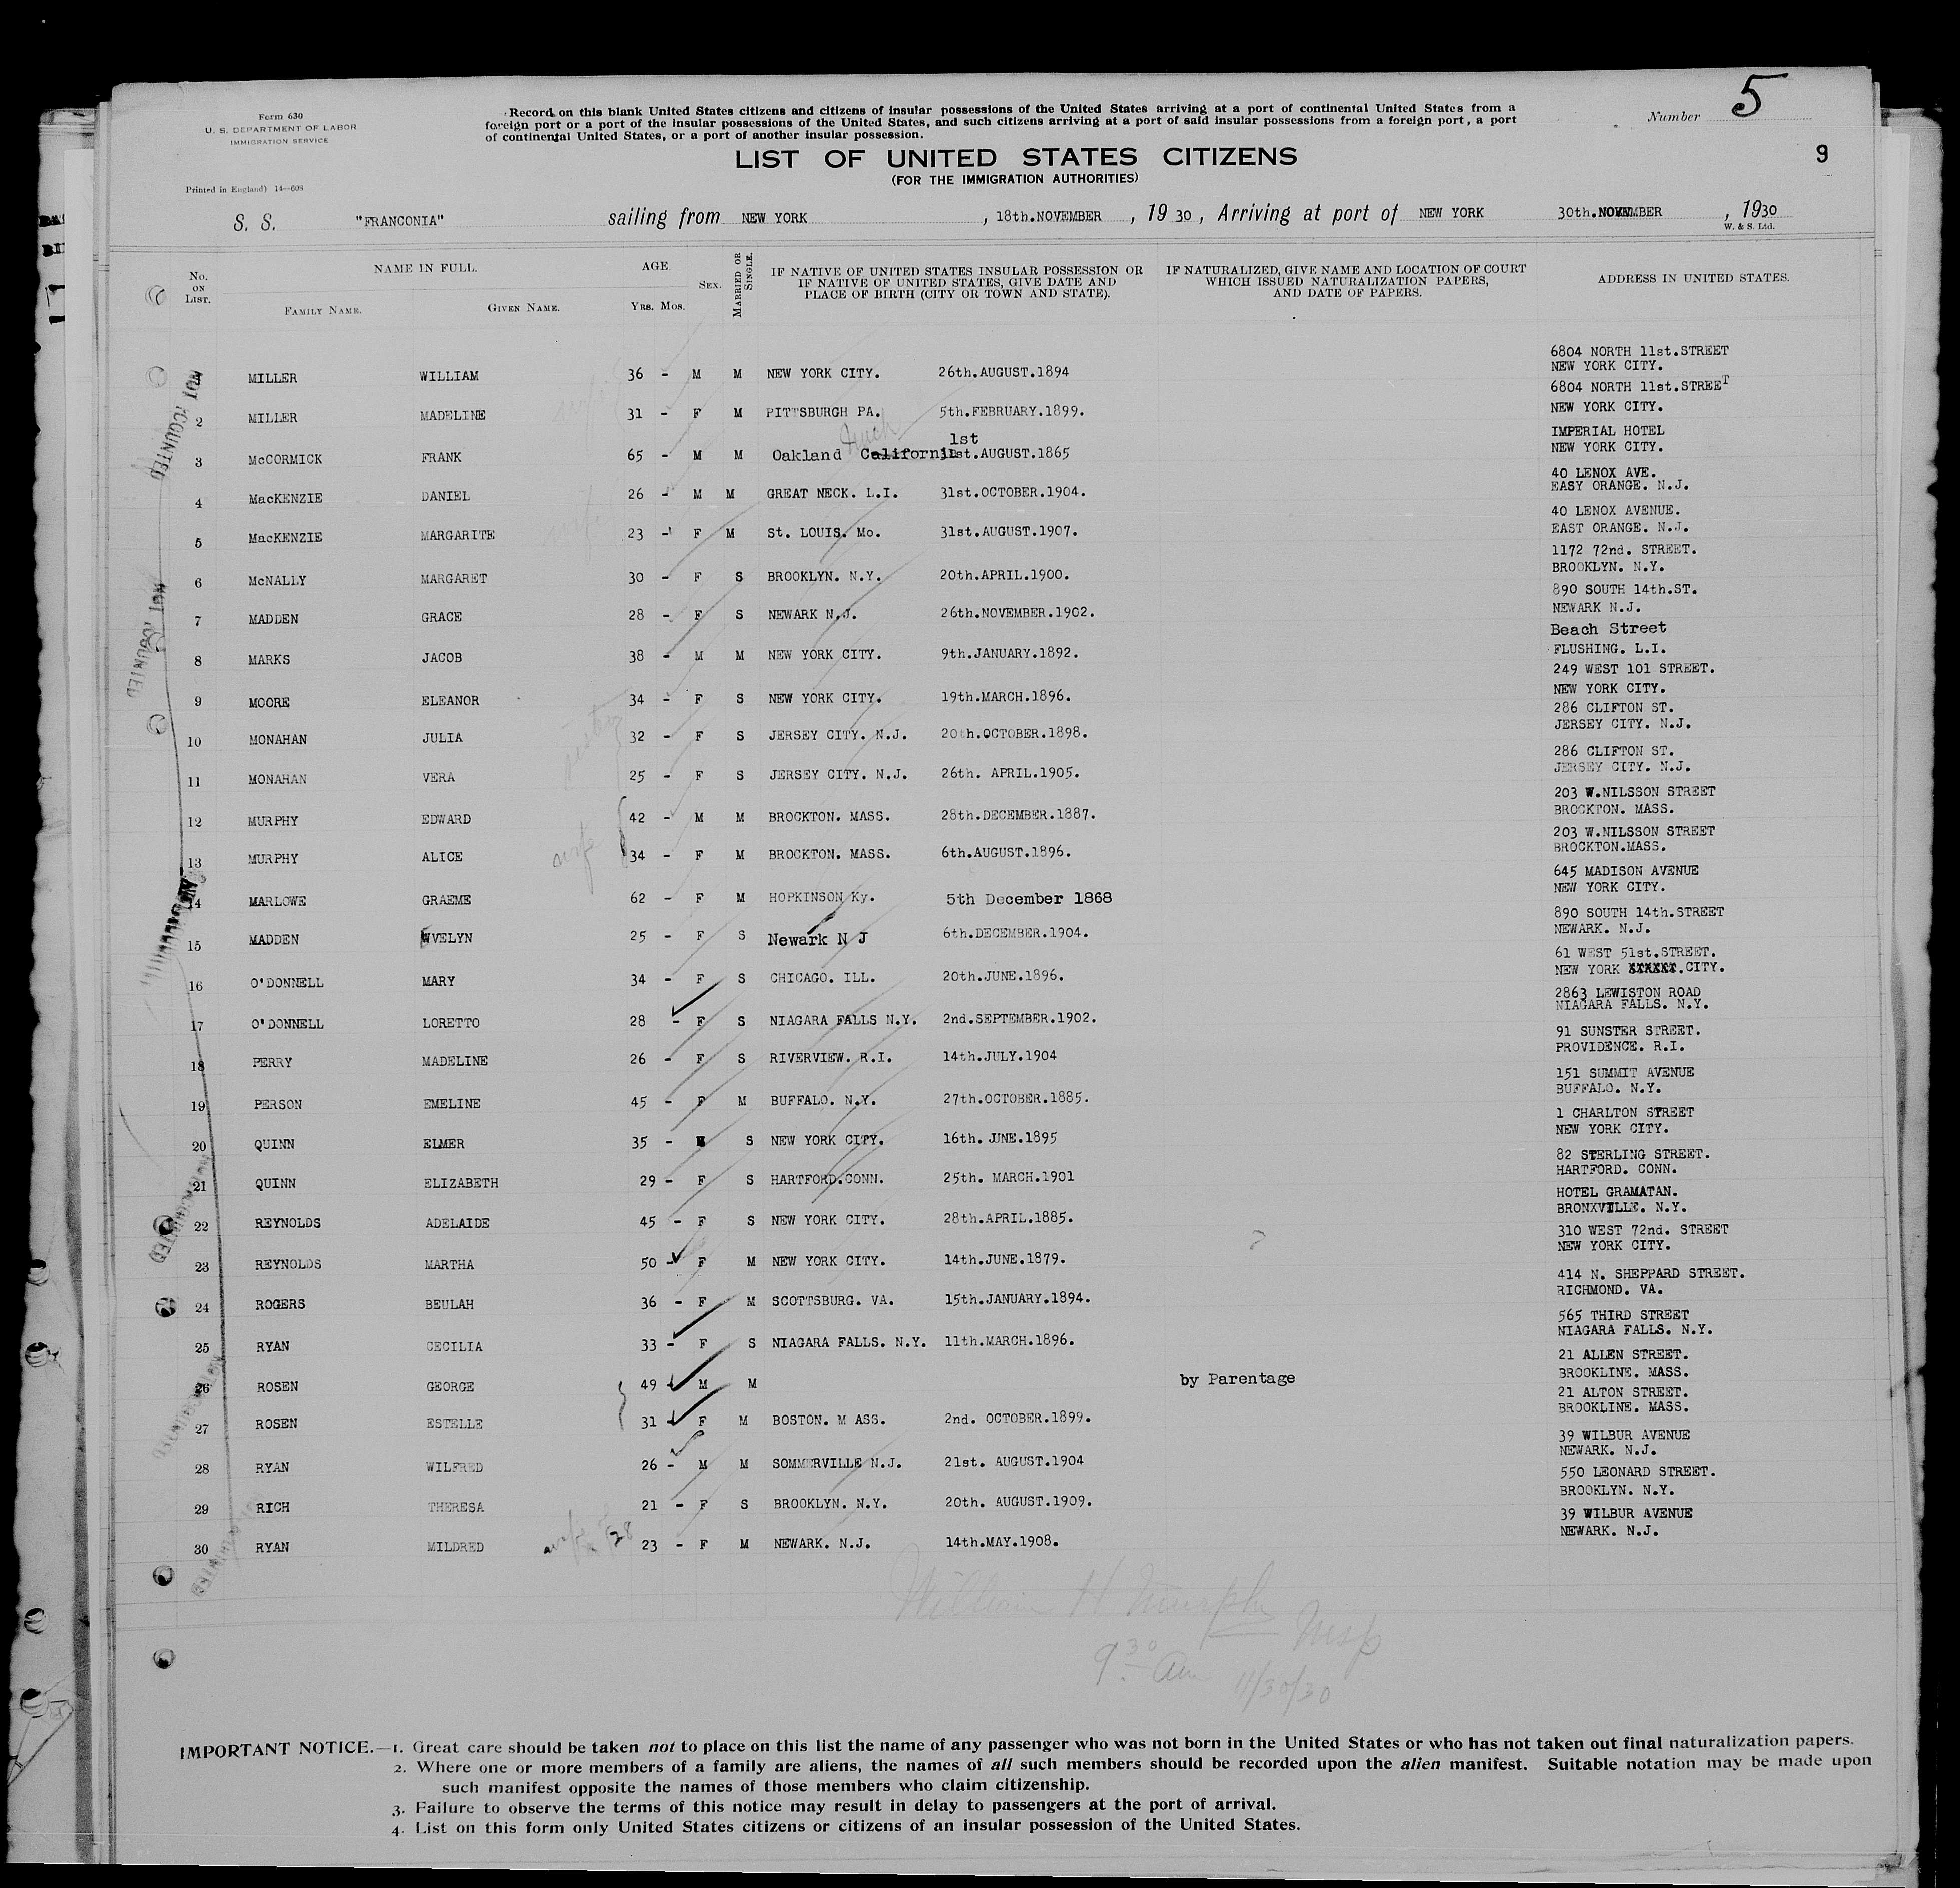 Form 630
U. S. DEPARTMENT OF LABOR
IMMIGRATION SERVICE
Printed in England) 14—608
Record on this blank United States citizens and citizens of insular possessions of the United States arriving at a port of continental United States from a
foreign port or a port of the insular possessions of the United States, and such citizens arriving at a port of said insular possessions from a foreign port, a port
of continental United States, or a port of another insular possession.
Number 5
LIST OF UNITED STATES CITIZENS
9
(FOR THE IMMIGRATION AUTHORITIES)
S. S. "FRANCONIA" sailing from NEW YORK, 18th.NOVEMBER, 1930, Arriving at port of NEW YORK 30th.NOVEMBER, 1930
W. & S. Ltd.
No. ON LIST. NAME IN FULL. FAMILY NAME. GIVEN NAME. AGE. YRS. MOS. SEX. MARRIED OR SINGLE. IF NATIVE OF UNITED STATES INSULAR POSSESSION OR IF NATIVE OF UNITED STATES, GIVE DATE AND PLACE OF BIRTH (CITY OR TOWN AND STATE). IF NATURALIZED, GIVE NAME AND LOCATION OF COURT WHICH ISSUED NATURALIZATION PAPERS, AND DATE OF PAPERS. ADDRESS IN UNITED STATES.
MILLER WILLIAM 36 - M M NEW YORK CITY. 26th.AUGUST.1894 6804 NORTH 11st.STREET NEW YORK CITY.
2 MILLER MADELINE 31 - F M PITTSBURGH PA. 5th.FEBRUARY.1899. 6804 NORTH 11st.STREET NEW YORK CITY.
3 McCORMICK FRANK 65 - M M Oakland California 1st AUGUST.1865 IMPERIAL HOTEL NEW YORK CITY.
4 MacKENZIE DANIEL 26 - M M GREAT NECK. L.I. 31st.OCTOBER.1904. 40 LENOX AVE. EASY ORANGE. N.J.
5 MacKENZIE MARGARITE 23 - F M St. LOUIS. Mo. 31st.AUGUST.1907. 40 LENOX AVENUE. EAST ORANGE. N.J.
6 McNALLY MARGARET 30 - F S BROOKLYN. N.Y. 20th.APRIL.1900. 1172 72nd. STREET. BROOKLYN. N.Y.
7 MADDEN GRACE 28 - F S NEWARK N.J. 26th.NOVEMBER.1902. 890 SOUTH 14th.ST. NEWARK N.J.
8 MARKS JACOB 38 - M M NEW YORK CITY. 9th.JANUARY.1892. Beach Street FLUSHING. L.I.
9 MOORE ELEANOR 34 - F S NEW YORK CITY. 19th.MARCH.1896. 249 WEST 101 STREET. NEW YORK CITY.
10 MONAHAN JULIA 32 - F S JERSEY CITY. N.J. 20th.OCTOBER.1898. 286 CLIFTON ST. JERSEY CITY. N.J.
11 MONAHAN VERA 25 - F S JERSEY CITY. N.J. 26th. APRIL.1905. 286 CLIFTON ST. JERSEY CITY. N.J.
12 MURPHY EDWARD 42 - M M BROCKTON. MASS. 28th.DECEMBER.1887. 203 W.NILSSON STREET BROCKTON. MASS.
13 MURPHY ALICE wife 34 - F M BROCKTON. MASS. 6th.AUGUST.1896. 203 W.NILSSON STREET BROCKTON.MASS.
14 MARLOWE GRAEME 62 - F M HOPKINSON Ky. 5th December 1868 645 MADISON AVENUE NEW YORK CITY.
15 MADDEN EVELYN 25 - F S Newark N J 6th.DECEMBER.1904. 890 SOUTH 14th.STREET NEWARK. N.J.
16 O'DONNELL MARY 34 - F S CHICAGO. ILL. 20th.JUNE.1896. 61 WEST 51st.STREET. NEW YORK CITY.
17 O'DONNELL LORETTO 28 - F S NIAGARA FALLS N.Y. 2nd.SEPTEMBER.1902. 2863 LEWISTON ROAD NIAGARA FALLS. N.Y.
18 PERRY MADELINE 26 - F S RIVERVIEW. R.I. 14th.JULY.1904 91 SUNSTER STREET. PROVIDENCE. R.I.
19 PERSON EMELINE 45 - F M BUFFALO. N.Y. 27th.OCTOBER.1885. 151 SUMMIT AVENUE BUFFALO. N.Y.
20 QUINN ELMER 35 - S NEW YORK CITY. 16th. JUNE.1895 1 CHARLTON STREET NEW YORK CITY.
21 QUINN ELIZABETH 29 - F S HARTFORD.CONN. 25th. MARCH.1901 82 STERLING STREET. HARTFORD. CONN.
22 REYNOLDS ADELAIDE 45 - F S NEW YORK CITY. 28th.APRIL.1885. HOTEL GRAMATAN. BRONXVILLE. N.Y.
23 REYNOLDS MARTHA 50 - F M NEW YORK CITY. 14th.JUNE.1879. 310 WEST 72nd. STREET NEW YORK CITY.
24 ROGERS BEULAH 36 - F M SCOTTSBURG. VA. 15th.JANUARY.1894. 414 N. SHEPPARD STREET. RICHMOND. VA.
25 RYAN CECILIA 33 - F S NIAGARA FALLS. N.Y. 11th.MARCH.1896. 565 THIRD STREET NIAGARA FALLS. N.Y.
26 ROSEN GEORGE 49 - M M by Parentage 21 ALLEN STREET. BROOKLINE. MASS.
27 ROSEN ESTELLE 31 - F M BOSTON. M ASS. 2nd. OCTOBER.1899. 21 ALTON STREET. BROOKLINE. MASS.
28 RYAN WILFRED 26 - M M SOMMERVILLE N.J. 21st. AUGUST.1904 39 WILBUR AVENUE NEWARK. N.J.
29 RICH THERESA 21 - F S BROOKLYN. N.Y. 20th. AUGUST.1909. 550 LEONARD STREET. BROOKLYN. N.Y.
30 RYAN MILDRED wife of 28 23 - F M NEWARK. N.J. 14th.MAY.1908. 39 WILBUR AVENUE NEWARK. N.J.
William H Murphy Insp
9 30 Am 11/30/30
IMPORTANT NOTICE.—1. Great care should be taken not to place on this list the name of any passenger who was not born in the United States or who has not taken out final naturalization papers.
2. Where one or more members of a family are aliens, the names of all such members should be recorded upon the alien manifest. Suitable notation may be made upon
such manifest opposite the names of those members who claim citizenship.
3. Failure to observe the terms of this notice may result in delay to passengers at the port of arrival.
4. List on this form only United States citizens or citizens of an insular possession of the United States.